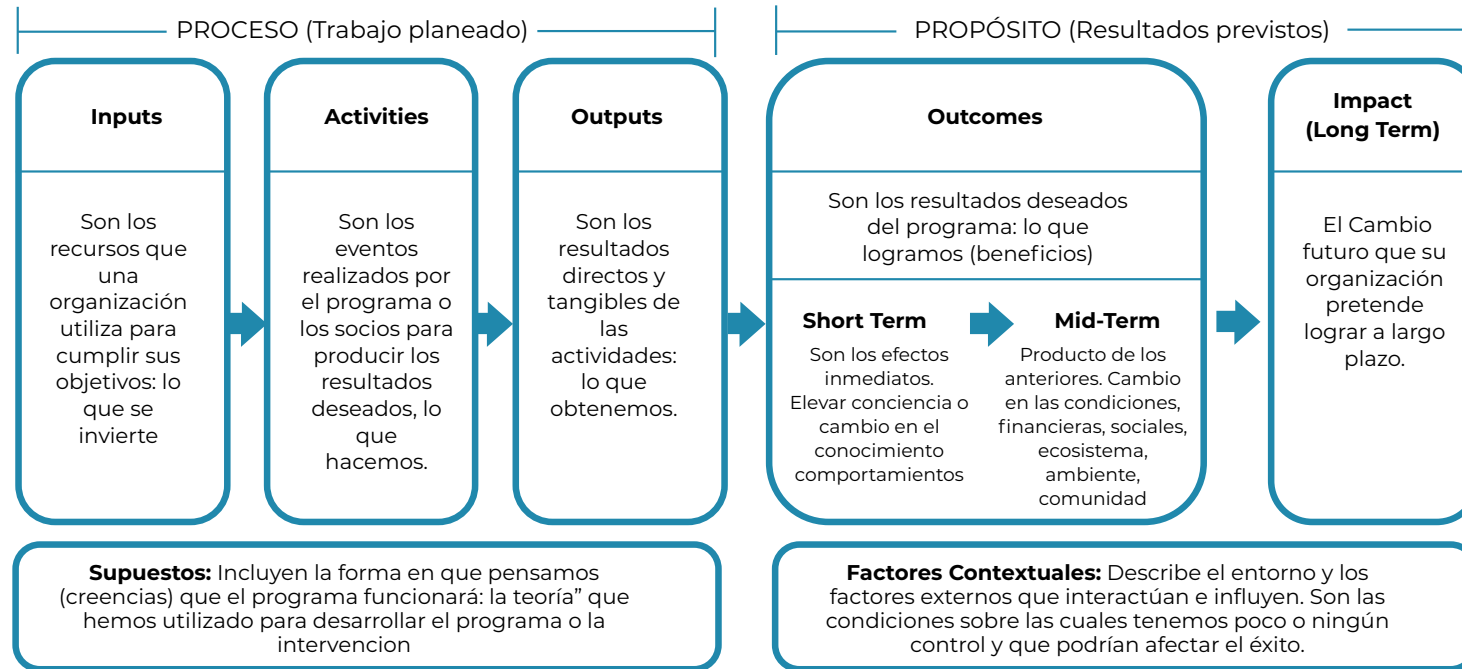 PROCESO (Trabajo planeado)
PROPÓSITO (Resultados previstos)
Inputs
Son los
recursos que
una
organización
utiliza para
cumplir sus
objetivos: lo
que se
invierte
Activities
Son los
eventos
realizados por
el programa o
los socios para
producir los
resultados
deseados, lo
que
hacemos.
Outputs
Son los
resultados
directos y
tangibles de
las
actividades:
lo que
obtenemos.
Outcomes
Son los resultados deseados
del programa: lo que
logramos (beneficios)
Short Term
Son los efectos
inmediatos.
Elevar conciencia o
cambio en el
conocimiento
comportamientos
Mid-Term
Producto de los
anteriores. Cambio
en las condiciones,
financieras, sociales,
ecosistema,
ambiente,
comunidad
Impact
(Long Term)
El Cambio
futuro que su
organización
pretende
lograr a largo
plazo.
Supuestos: Incluyen la forma en que pensamos
(creencias) que el programa funcionará: la teoría” que
hemos utilizado para desarrollar el programa o la
intervencion
Factores Contextuales: Describe el entorno y los
factores externos que interactúan e influyen. Son las
condiciones sobre las cuales tenemos poco o ningún
control y que podrían afectar el éxito.